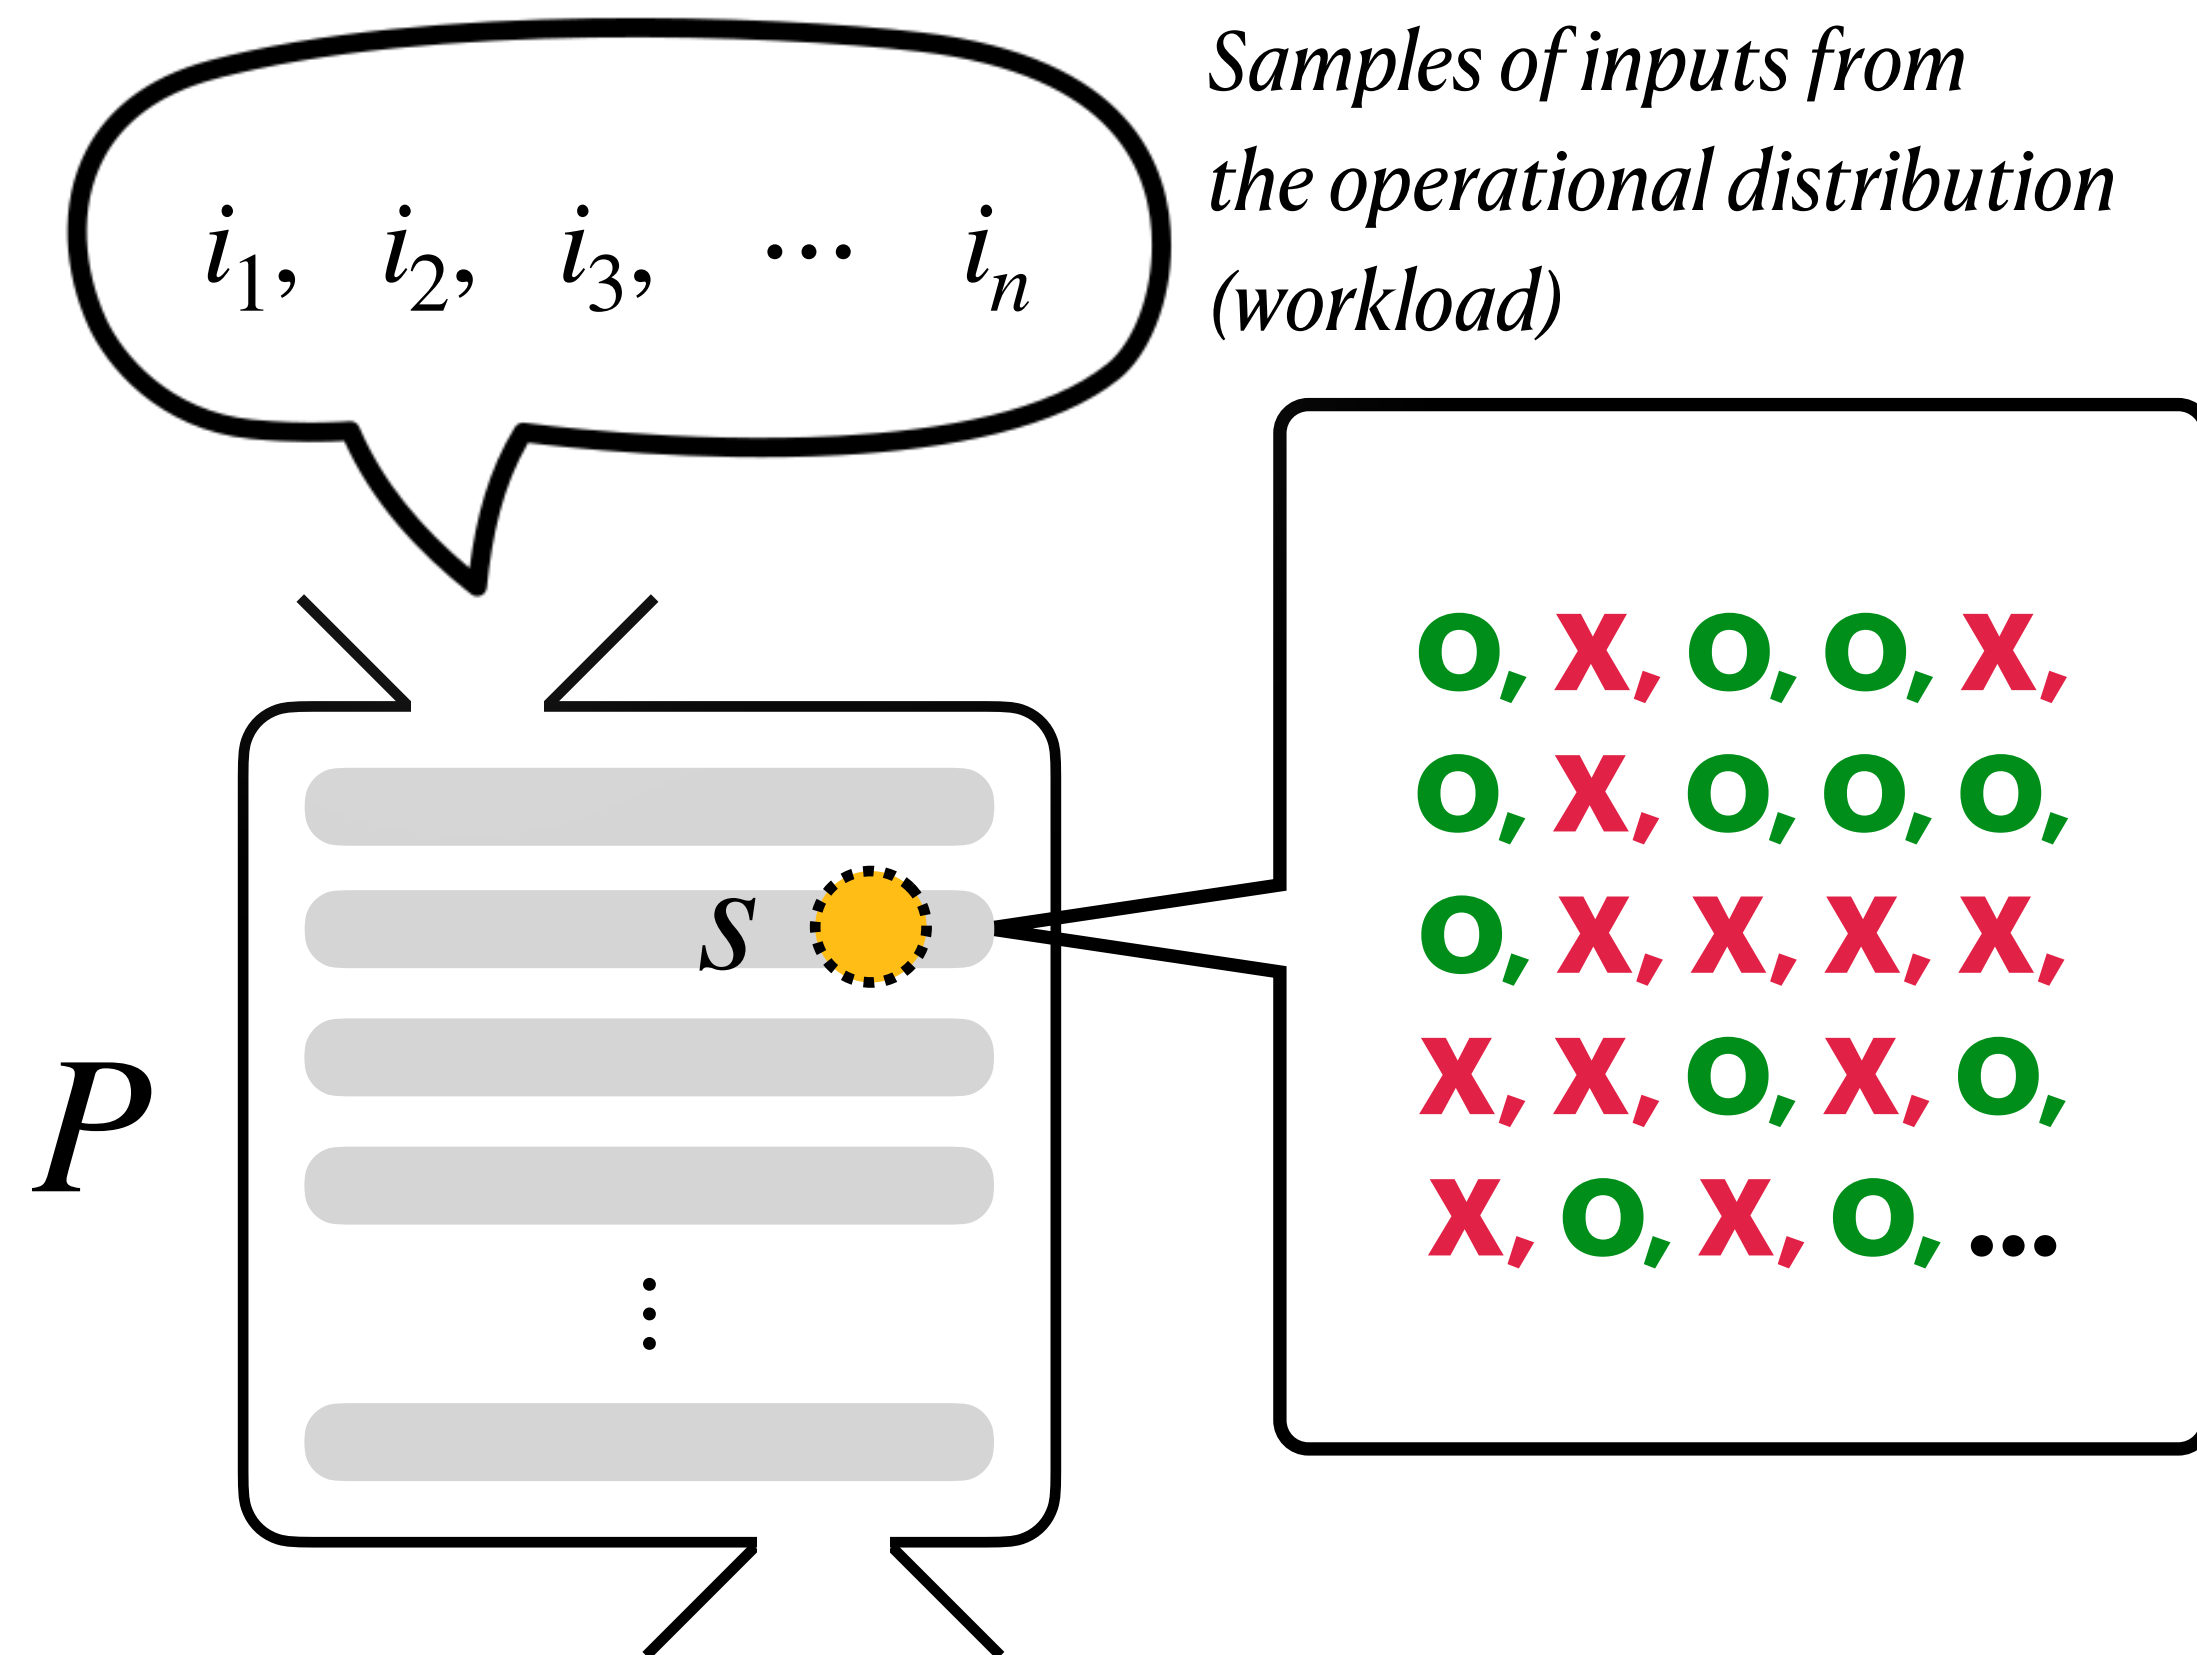 i1, i2, i3, ... in
Samples of inputs from
the operational distribution
(workload)
O, X, O, O, X,
O, X, O, O, O,
O, X, X, X, X,
X, X, O, X, O,
X, O, X, O, ...
s
P